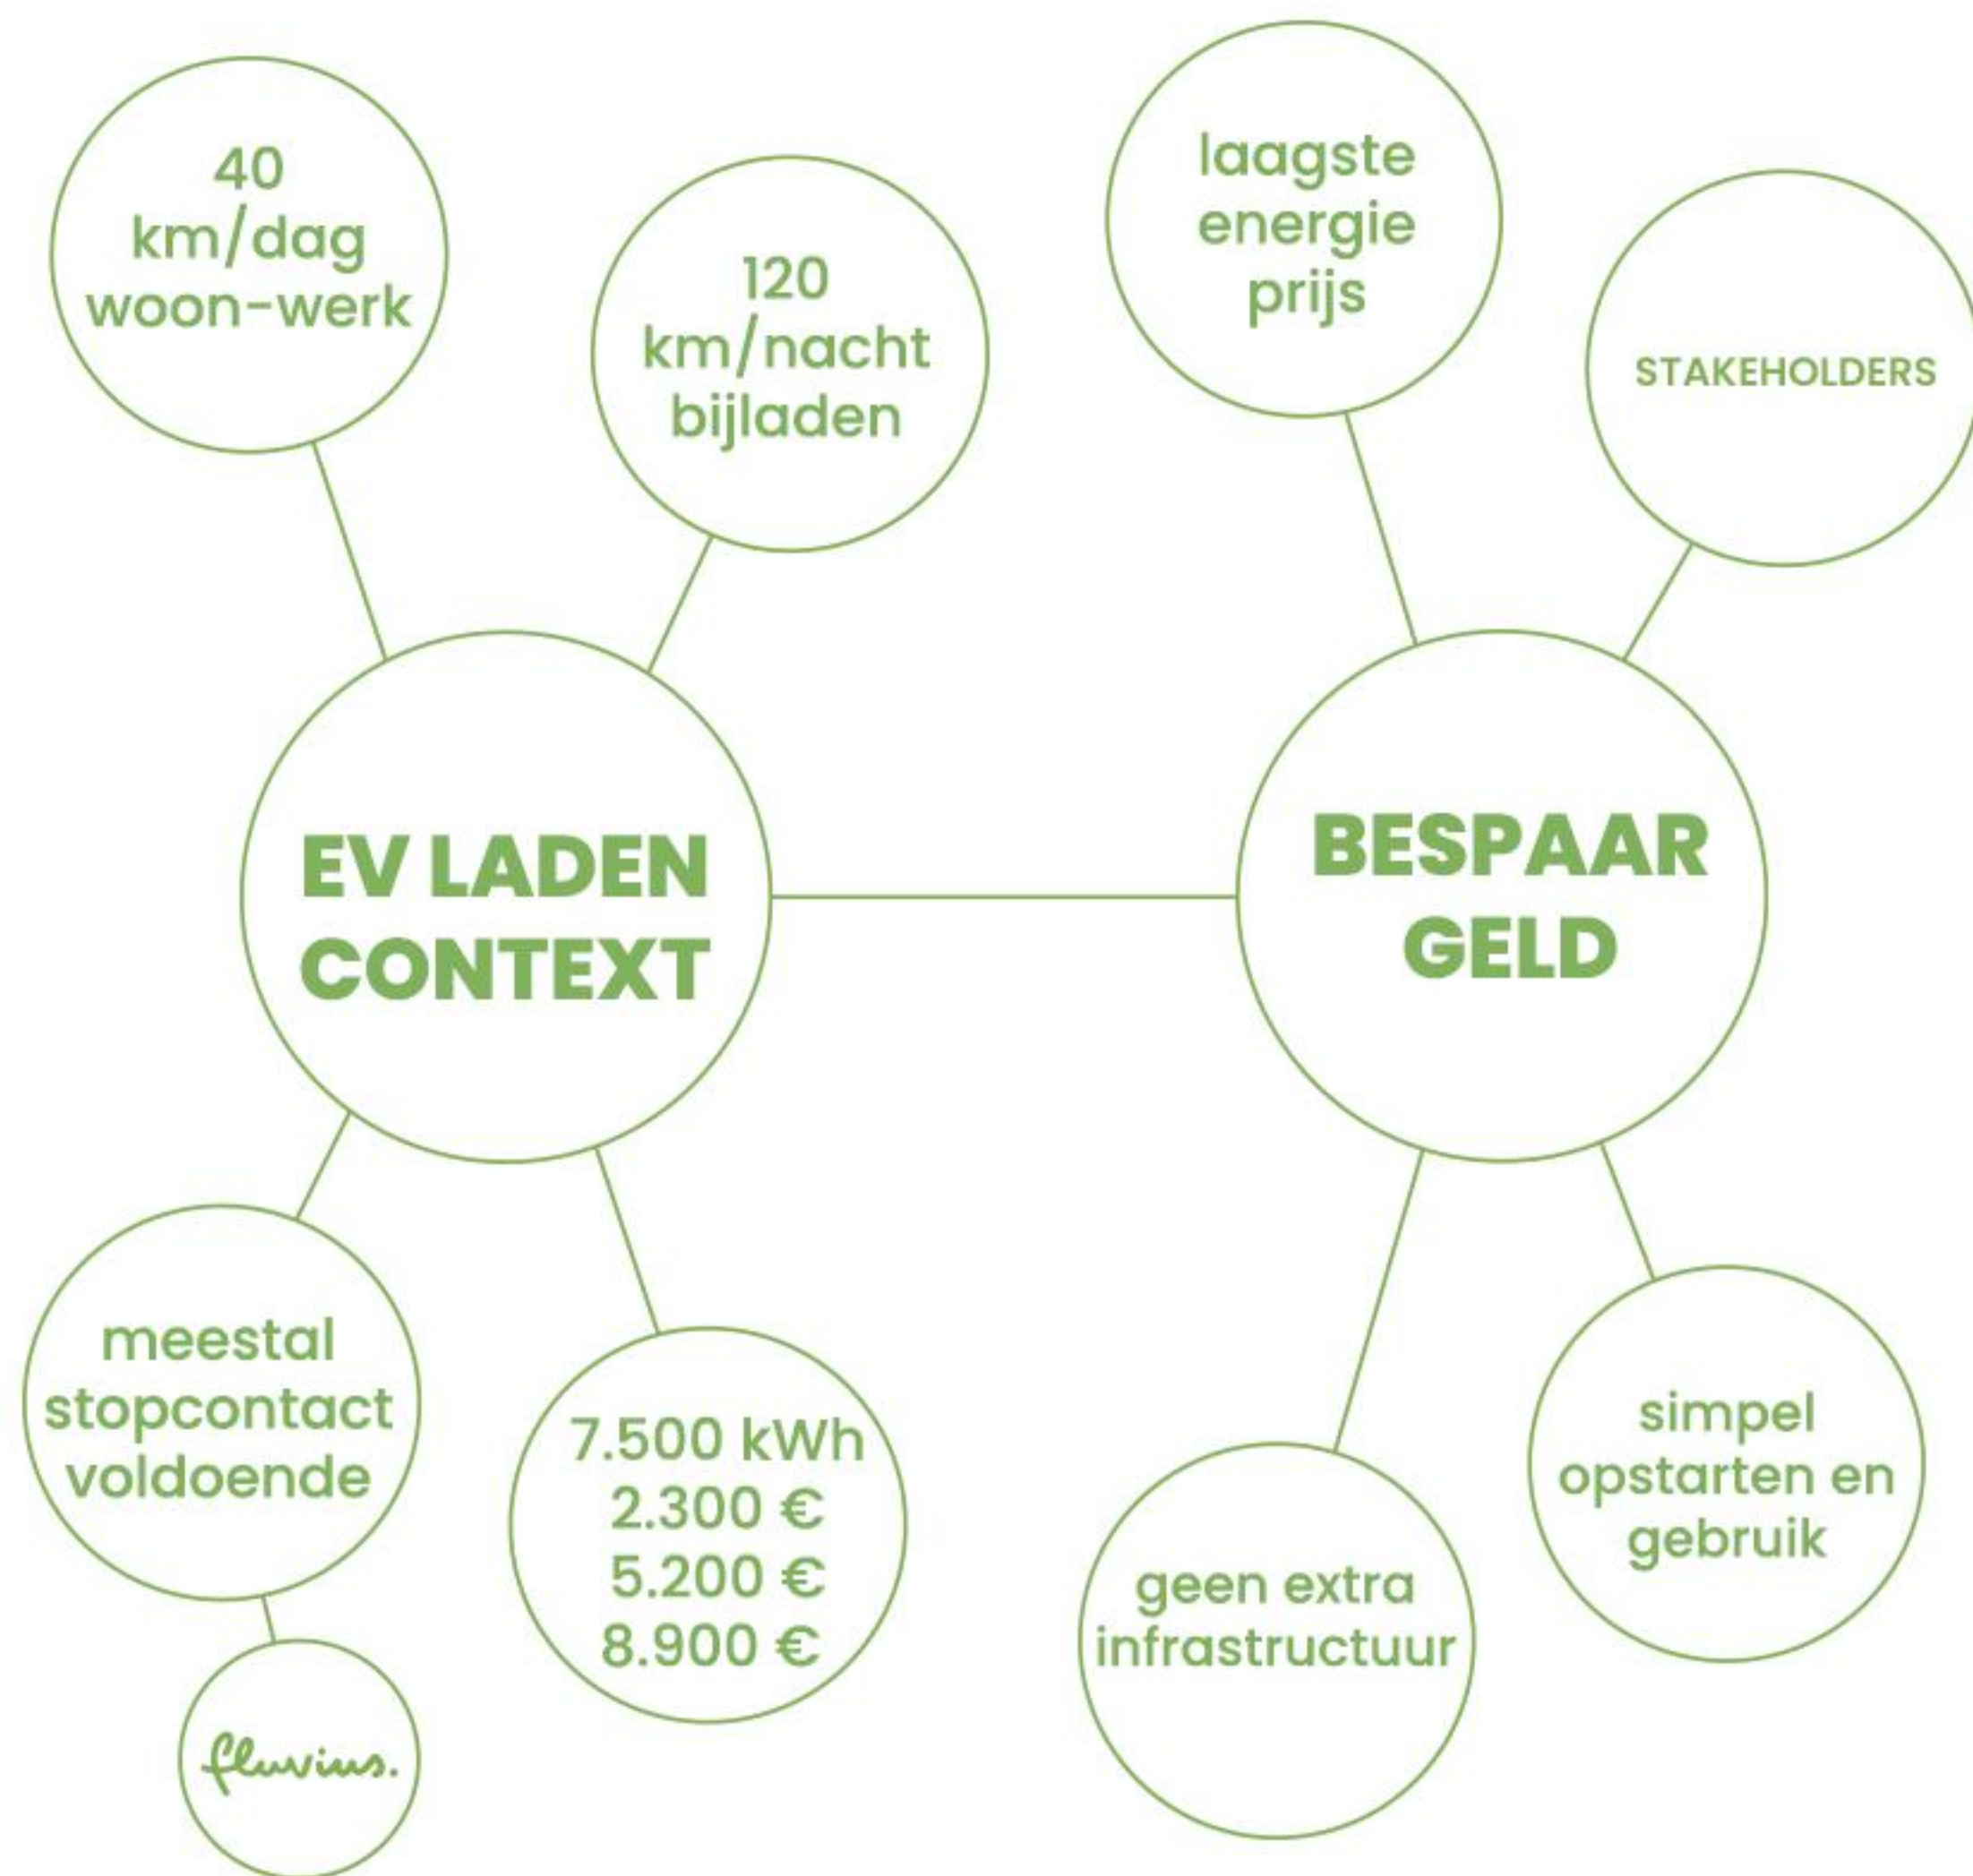 40
km/dag
woon-werk
120
km/nacht
bijladen
laagste
energie
prijs
STAKEHOLDERS
EV LADEN
CONTEXT
BESPAAR
GELD
meestal
stopcontact
voldoende
7.500 kWh
2.300 €
5.200 €
8.900 €
simpel
opstarten en
gebruik
geen extra
infrastructuur
fluvius.